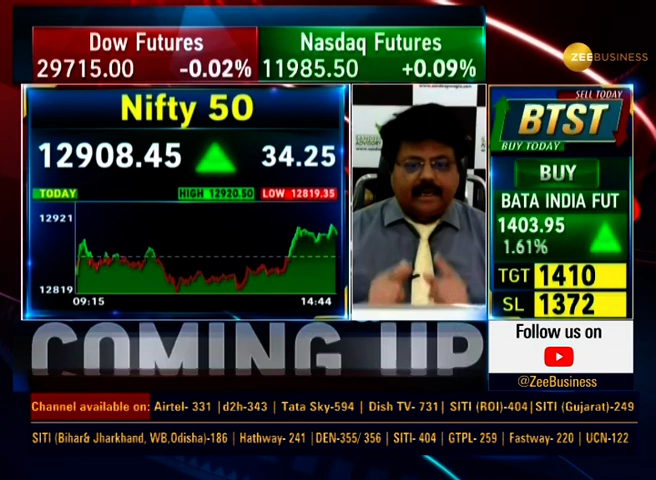 Dow Futures
29715.00 -0.02%
Nasdaq Futures
11985.50 +0.09%
ZEEBUSINESS
Nifty 50
12908.45 34.25
TODAY HIGH 12920.50 LOW 12819.35
12921
12819
09:15 14:44
SELL TODAY
BTST
BUY TODAY
BUY
BATA INDIA FUT
1403.95
1.61%
TGT 1410
SL 1372
COMING UP
Follow us on
@ZeeBusiness
Channel available on: Airtel- 331 |d2h-343 | Tata Sky-594 | Dish TV- 731| SITI (ROI)-404|SITI (Gujarat)-249
SITI (Bihar& Jharkhand, WB,Odisha)-186 | Hathway- 241 |DEN-355/ 356 | SITI- 404 | GTPL- 259 | Fastway- 220 | UCN-122